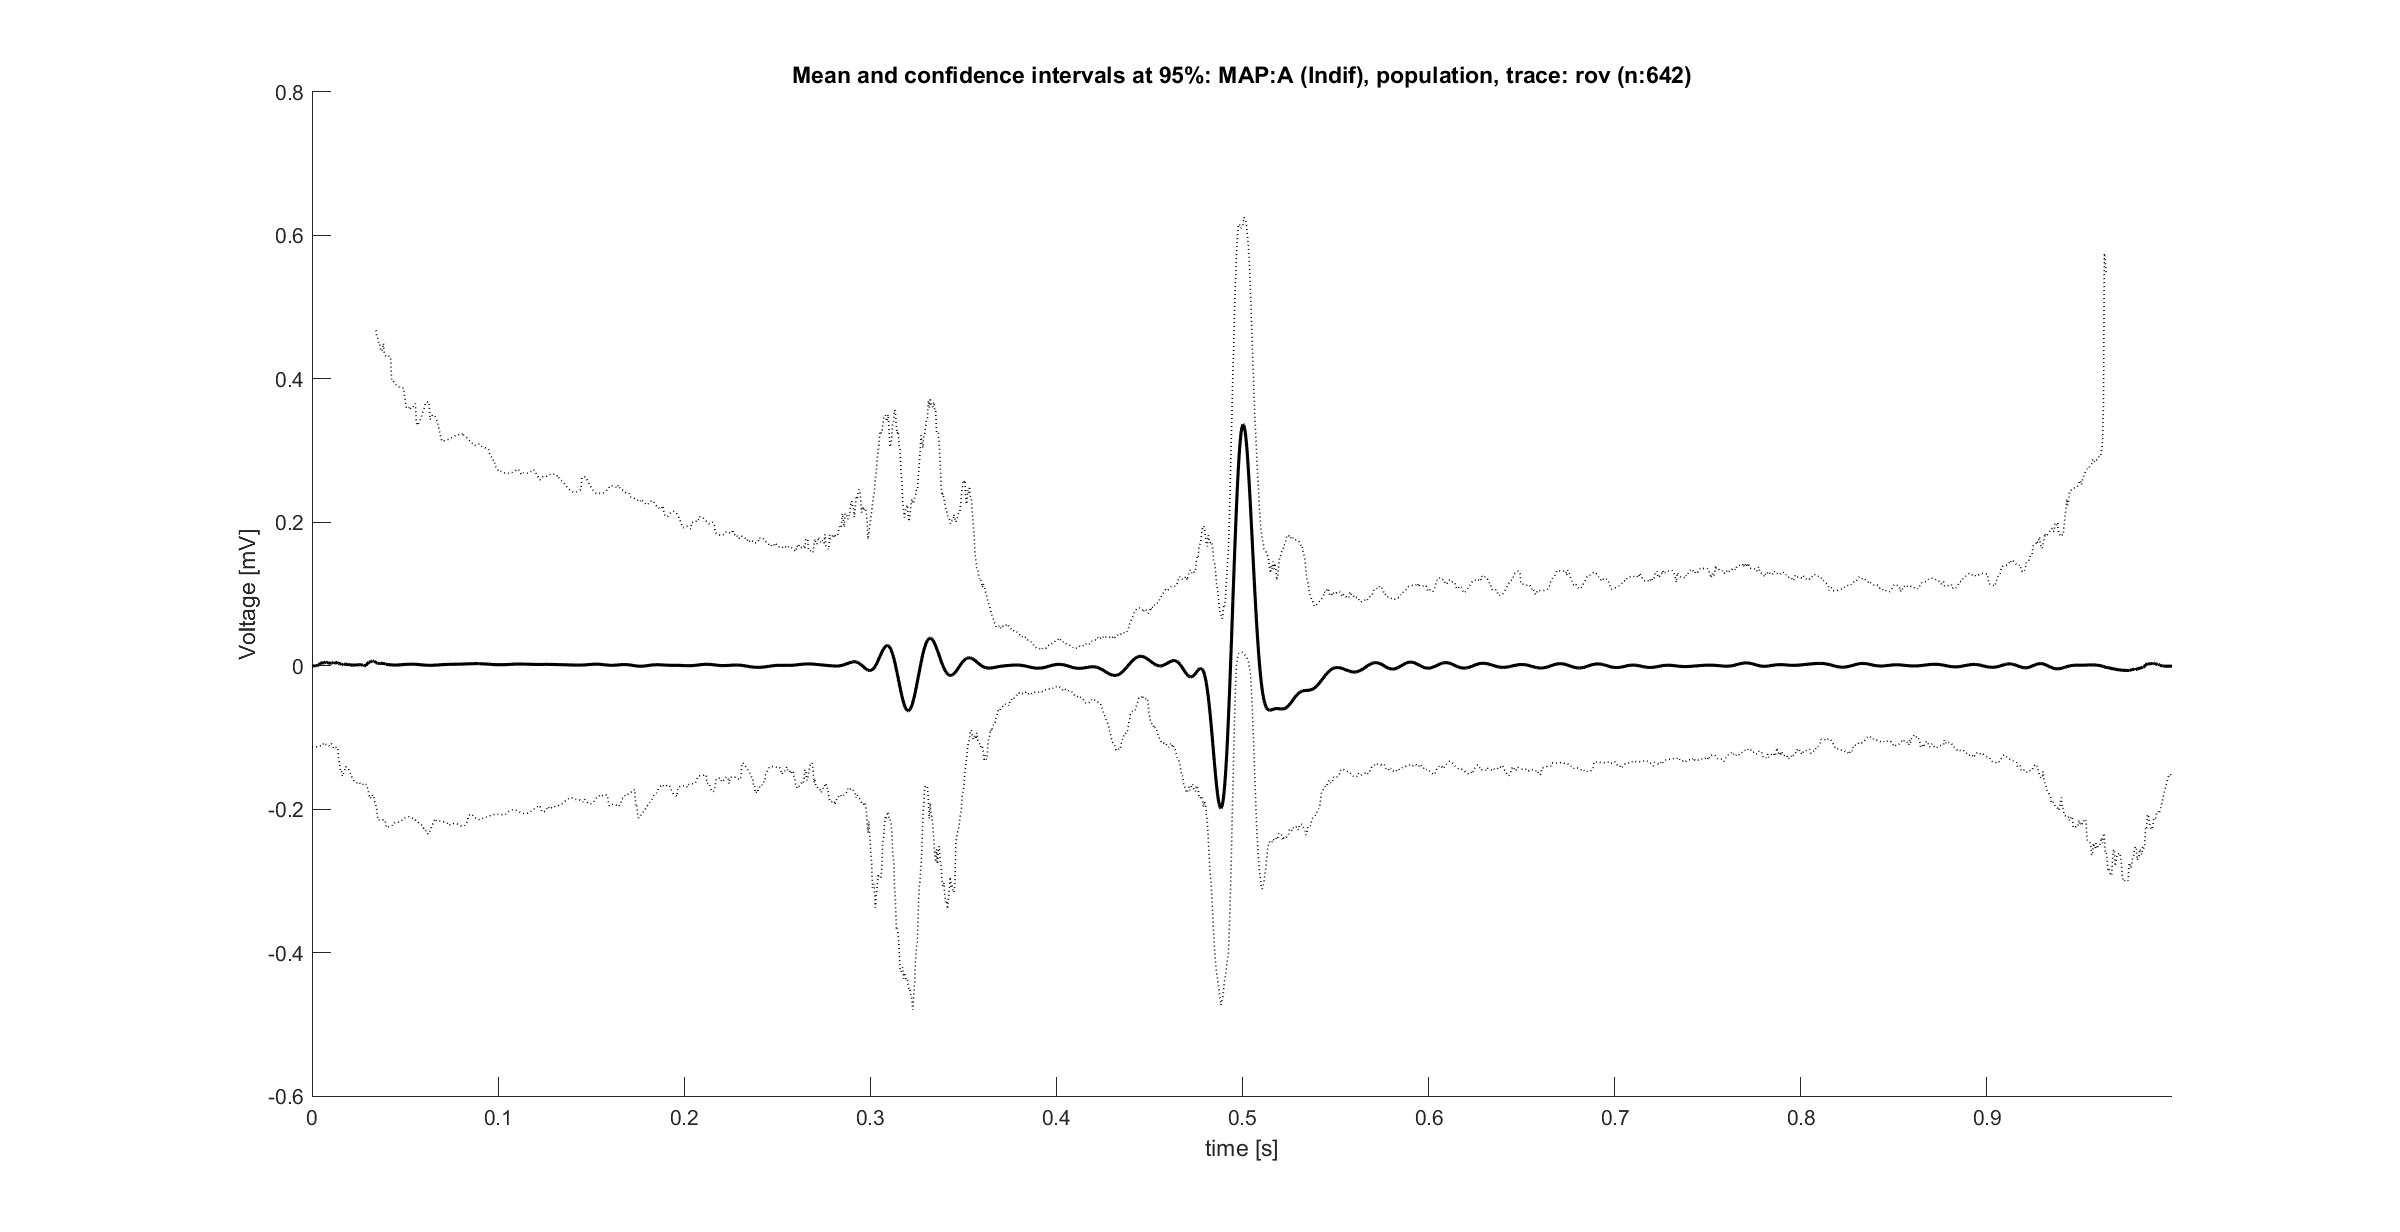 Mean and confidence intervals at 95%: MAP:A (Indif), population, trace: rov (n:642)
0.8
0.6
0.4
0.2
0
-0.2
-0.4
-0.6
Voltage [mV]
0 0.1 0.2 0.3 0.4 0.5 0.6 0.7 0.8 0.9
time [s]